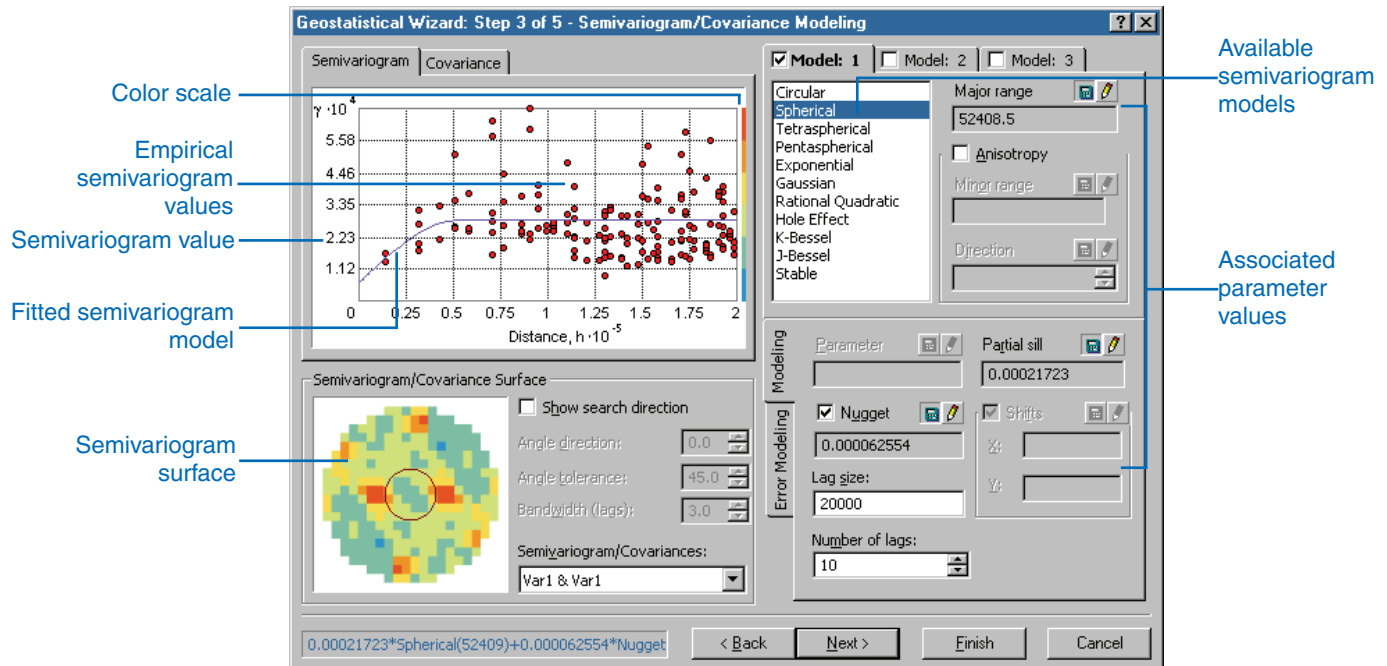 Geostatistical Wizard: Step 3 of 5 - Semivariogram/Covariance Modeling
Semivariogram
Covariance
γ·10 4
5.58
4.46
3.35
2.23
1.12
0 0.25 0.5 0.75 1 1.25 1.5 1.75 2
Distance, h·10 -5
Color scale
Empirical
semivariogram
values
Semivariogram value
Fitted semivariogram
model
Semivariogram
surface
Model: 1
Model: 2
Model: 3
Circular
Spherical
Tetraspherical
Pentaspherical
Exponential
Gaussian
Rational Quadratic
Hole Effect
K-Bessel
J-Bessel
Stable
Major range
52408.5
Anisotropy
Minor range
Direction
Available
semivariogram
models
Associated
parameter
values
Modeling
Error Modeling
Parameter
Partial sill
0.00021723
Nugget
0.000062554
Shifts
X:
Y:
Lag size:
20000
Number of lags:
10
Semivariogram/Covariance Surface
Show search direction
Angle direction:
0.0
Angle tolerance:
45.0
Bandwidth (lags):
3.0
Semivariogram/Covariances:
Var1 & Var1
0.00021723*Spherical(52409)+0.000062554*Nugget
< Back
Next >
Finish
Cancel